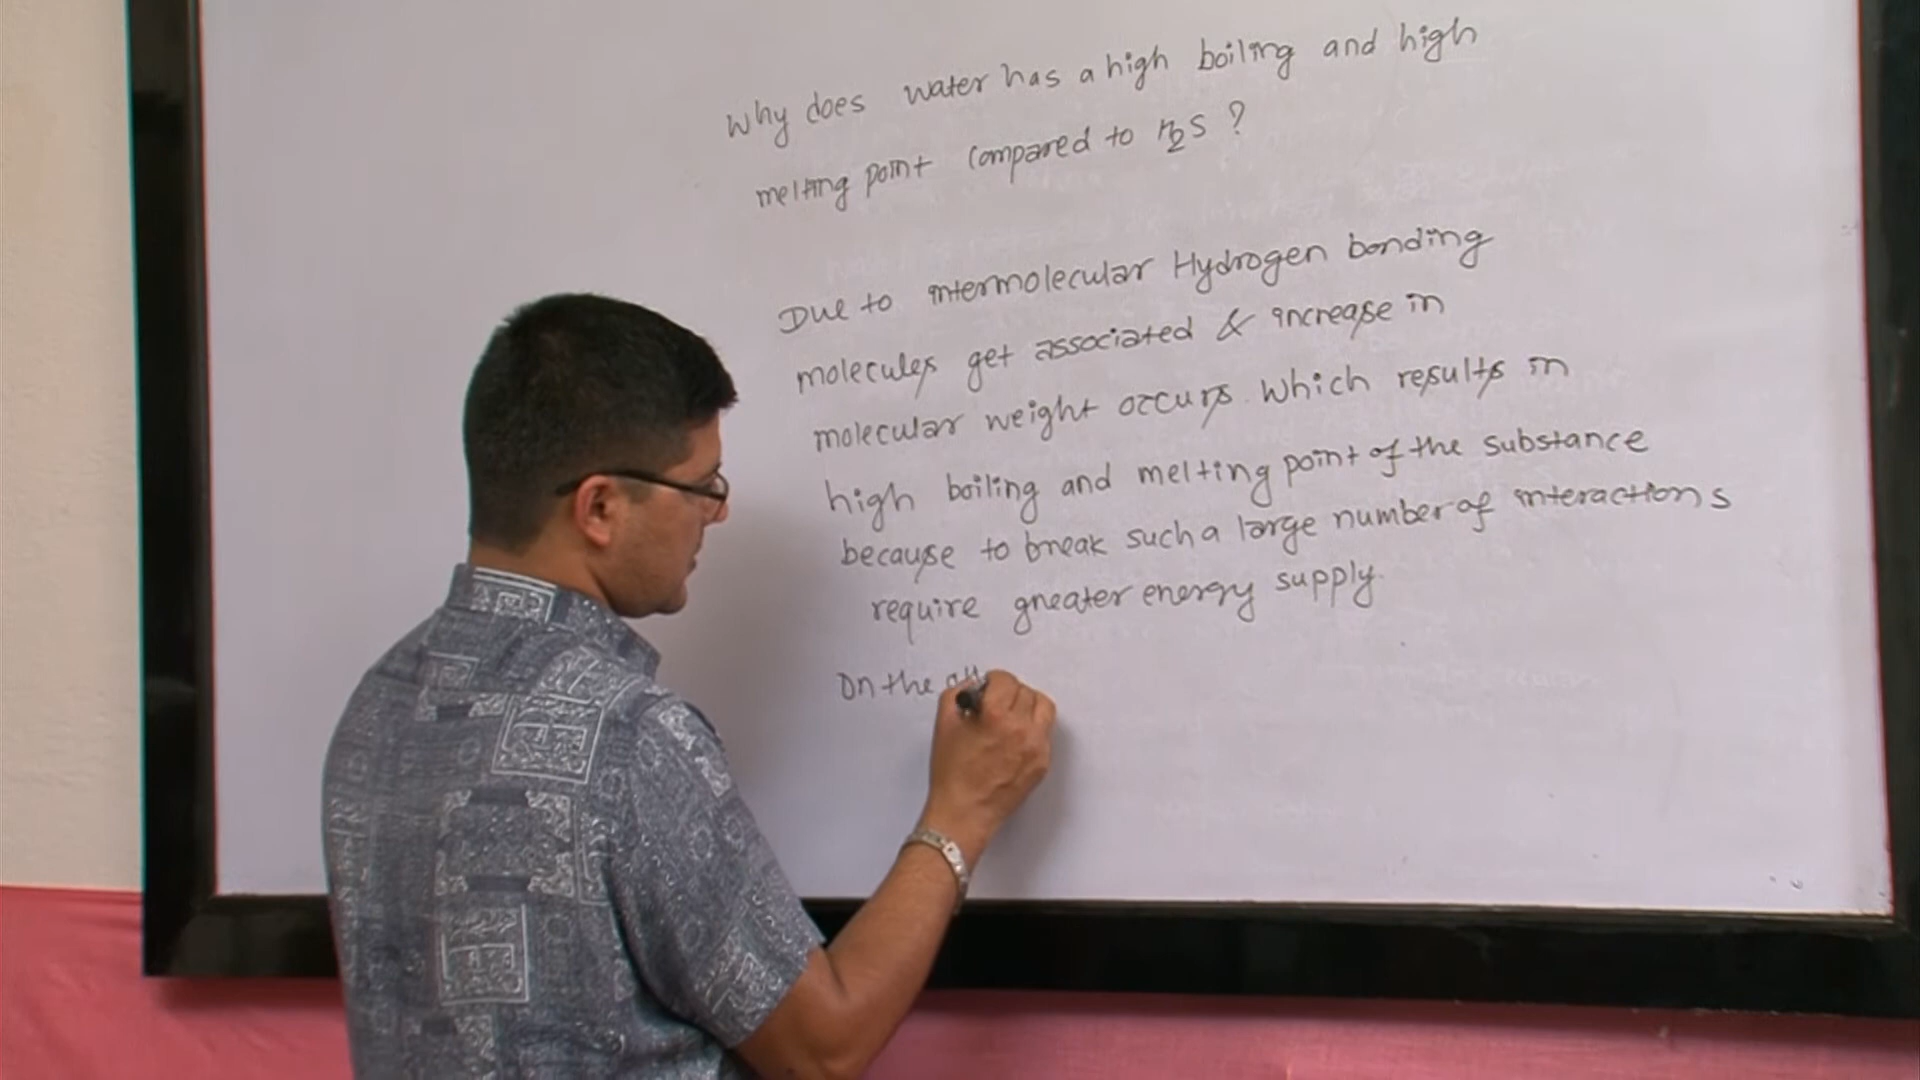 Why does water has a high boiling and high
melting point compared to H2S ?
Due to intermolecular Hydrogen bonding
molecules get associated & increase in
molecular weight occurs. Which results in
high boiling and melting point of the substance
because to break such a large number of interactions
require greater energy supply.
On the